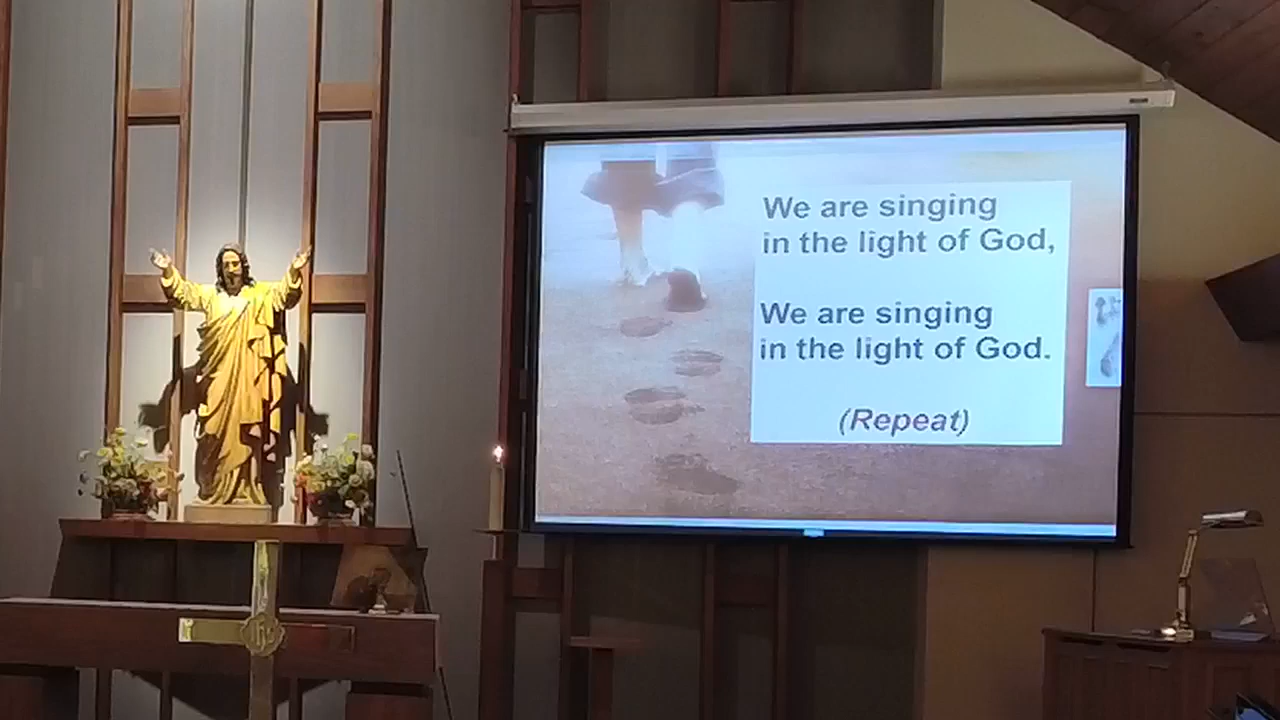 We are singing
in the light of God,
We are singing
in the light of God.
(Repeat)